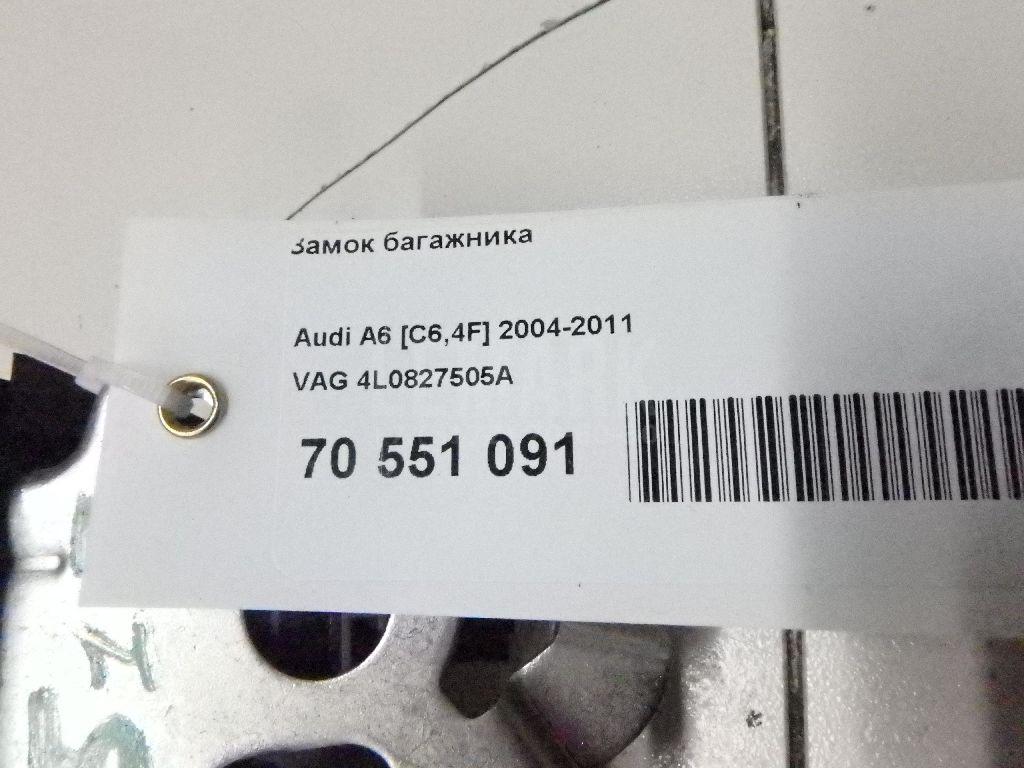 Замок багажника
Audi A6 [C6,4F] 2004-2011
VAG 4L0827505A
70 551 091